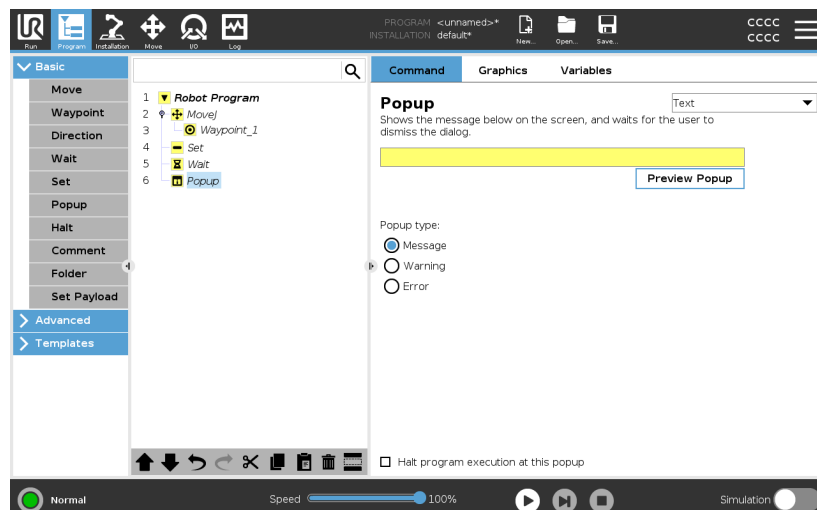 PROGRAM <unnamed>*
INSTALLATION default*
CCCC
CCCC
Run Program Installation Move I/O Log New... Open... Save...
Basic
Move
Waypoint
Direction
Wait
Set
Popup
Halt
Comment
Folder
Set Payload
Advanced
Templates
1 Robot Program
2 MoveJ
3 Waypoint_1
4 Set
5 Wait
6 Popup
Command Graphics Variables
Popup
Text
Shows the message below on the screen, and waits for the user to
dismiss the dialog.
Preview Popup
Popup type:
Message
Warning
Error
Halt program execution at this popup
Normal
Speed 100%
Simulation